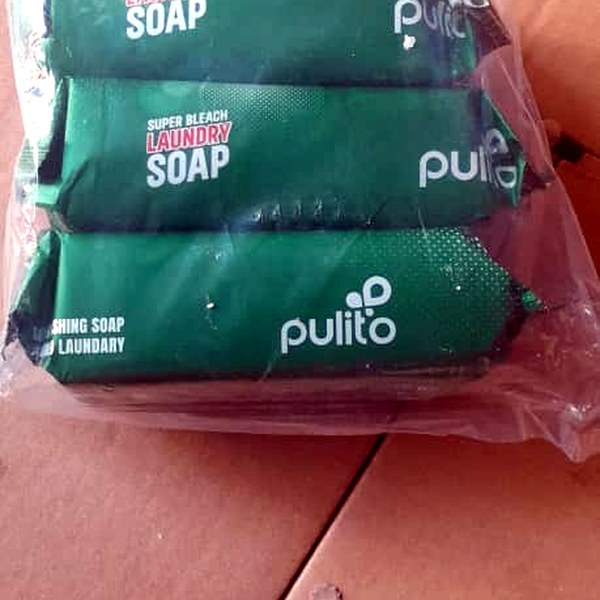 SOAP
pulito
SUPER BLEACH
LAUNDRY
SOAP
pulito
SHING SOAP
LAUNDARY
pulito